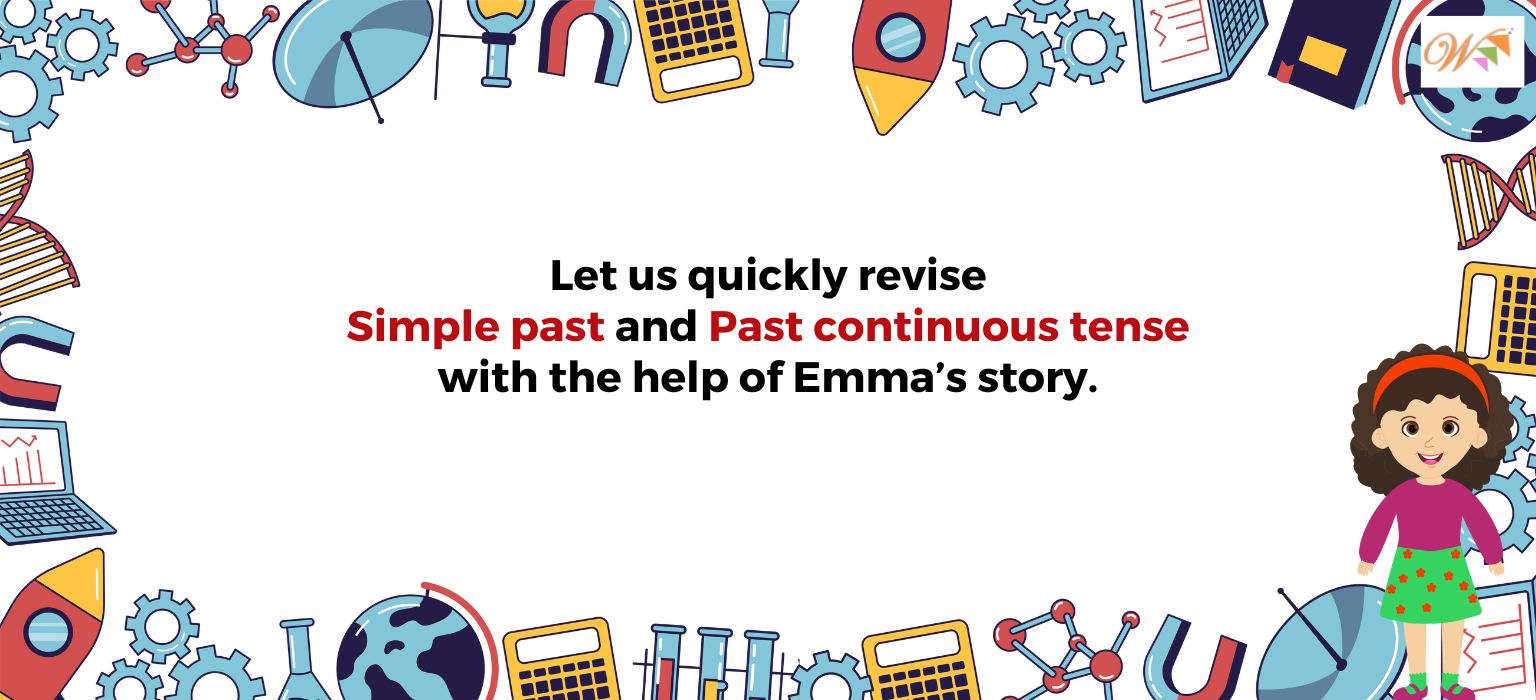 W
Let us quickly revise
Simple past and Past continuous tense
with the help of Emma’s story.